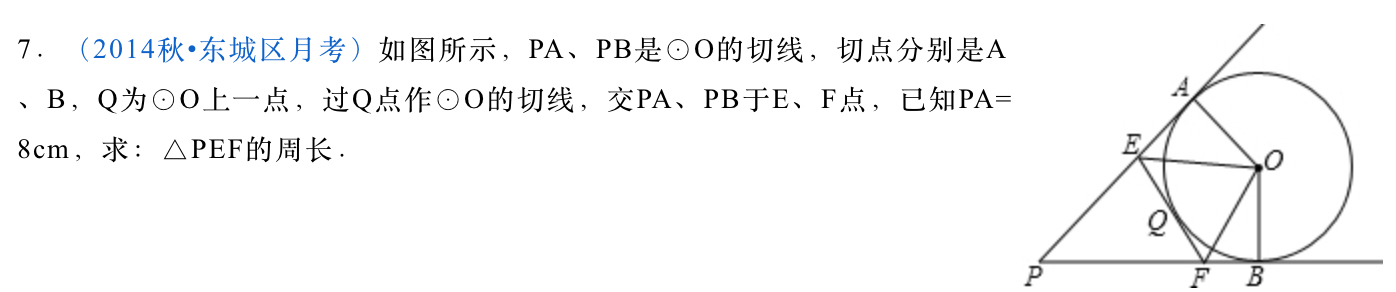 7. （2014秋•东城区月考）如图所示，PA、PB是⊙O的切线，切点分别是A
、B，Q为⊙O上一点，过Q点作⊙O的切线，交PA、PB于E、F点，已知PA=
8cm，求：△PEF的周长.
A
E
O
Q
P
F
B